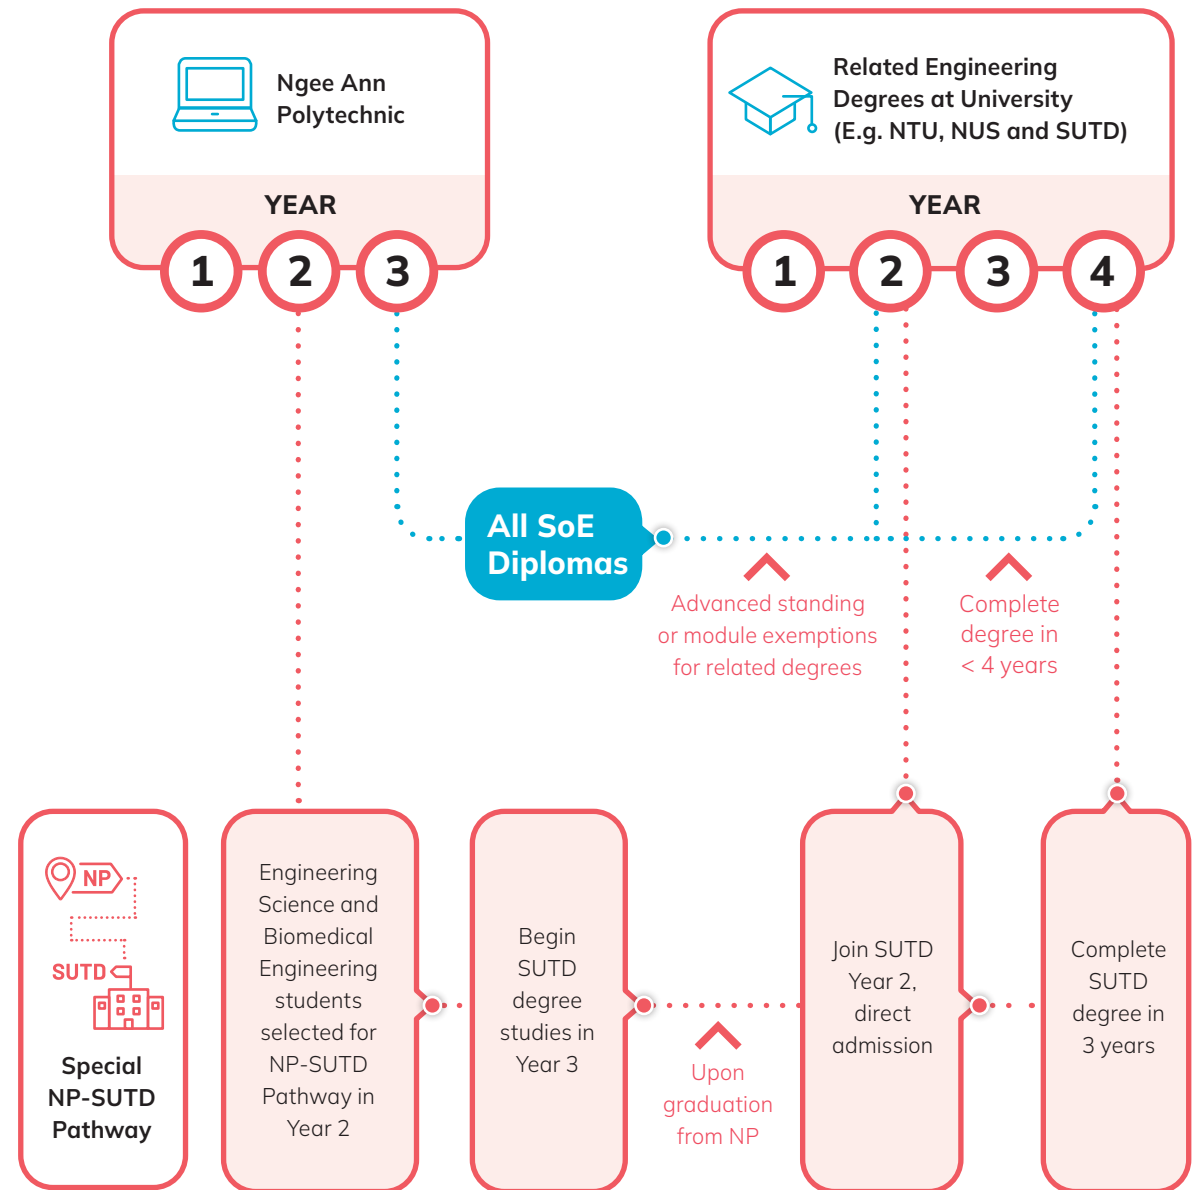 Ngee Ann
Polytechnic
YEAR
1 2 3
Related Engineering
Degrees at University
(E.g. NTU, NUS and SUTD)
YEAR
1 2 3 4
All SoE
Diplomas
Advanced standing
or module exemptions
for related degrees
Complete
degree in
< 4 years
NP
SUTD
Special
NP-SUTD
Pathway
Engineering
Science and
Biomedical
Engineering
students
selected for
NP-SUTD
Pathway in
Year 2
Begin
SUTD
degree
studies in
Year 3
Upon
graduation
from NP
Join SUTD
Year 2,
direct
admission
Complete
SUTD
degree in
3 years